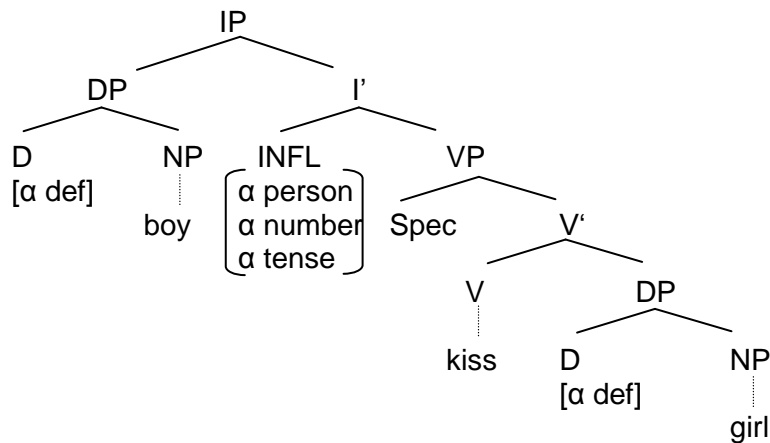 IP
DP I’
D NP INFL VP
[α def] α person
boy α number Spec V‘
α tense
V DP
kiss D NP
[α def]
girl